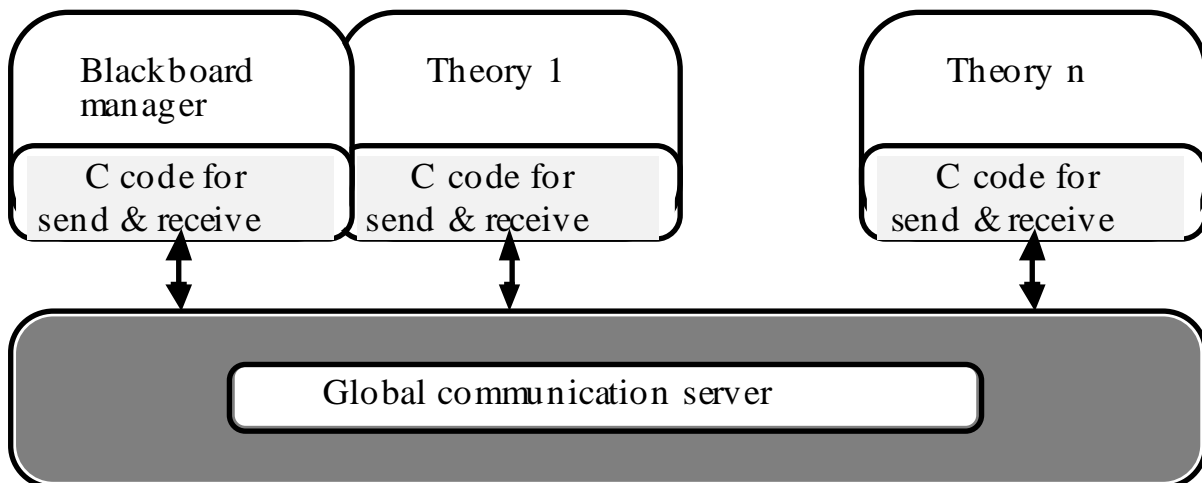 Blackboard
manager
C code for
send & receive
Theory 1
C code for
send & receive
Theory n
C code for
send & receive
Global communication server